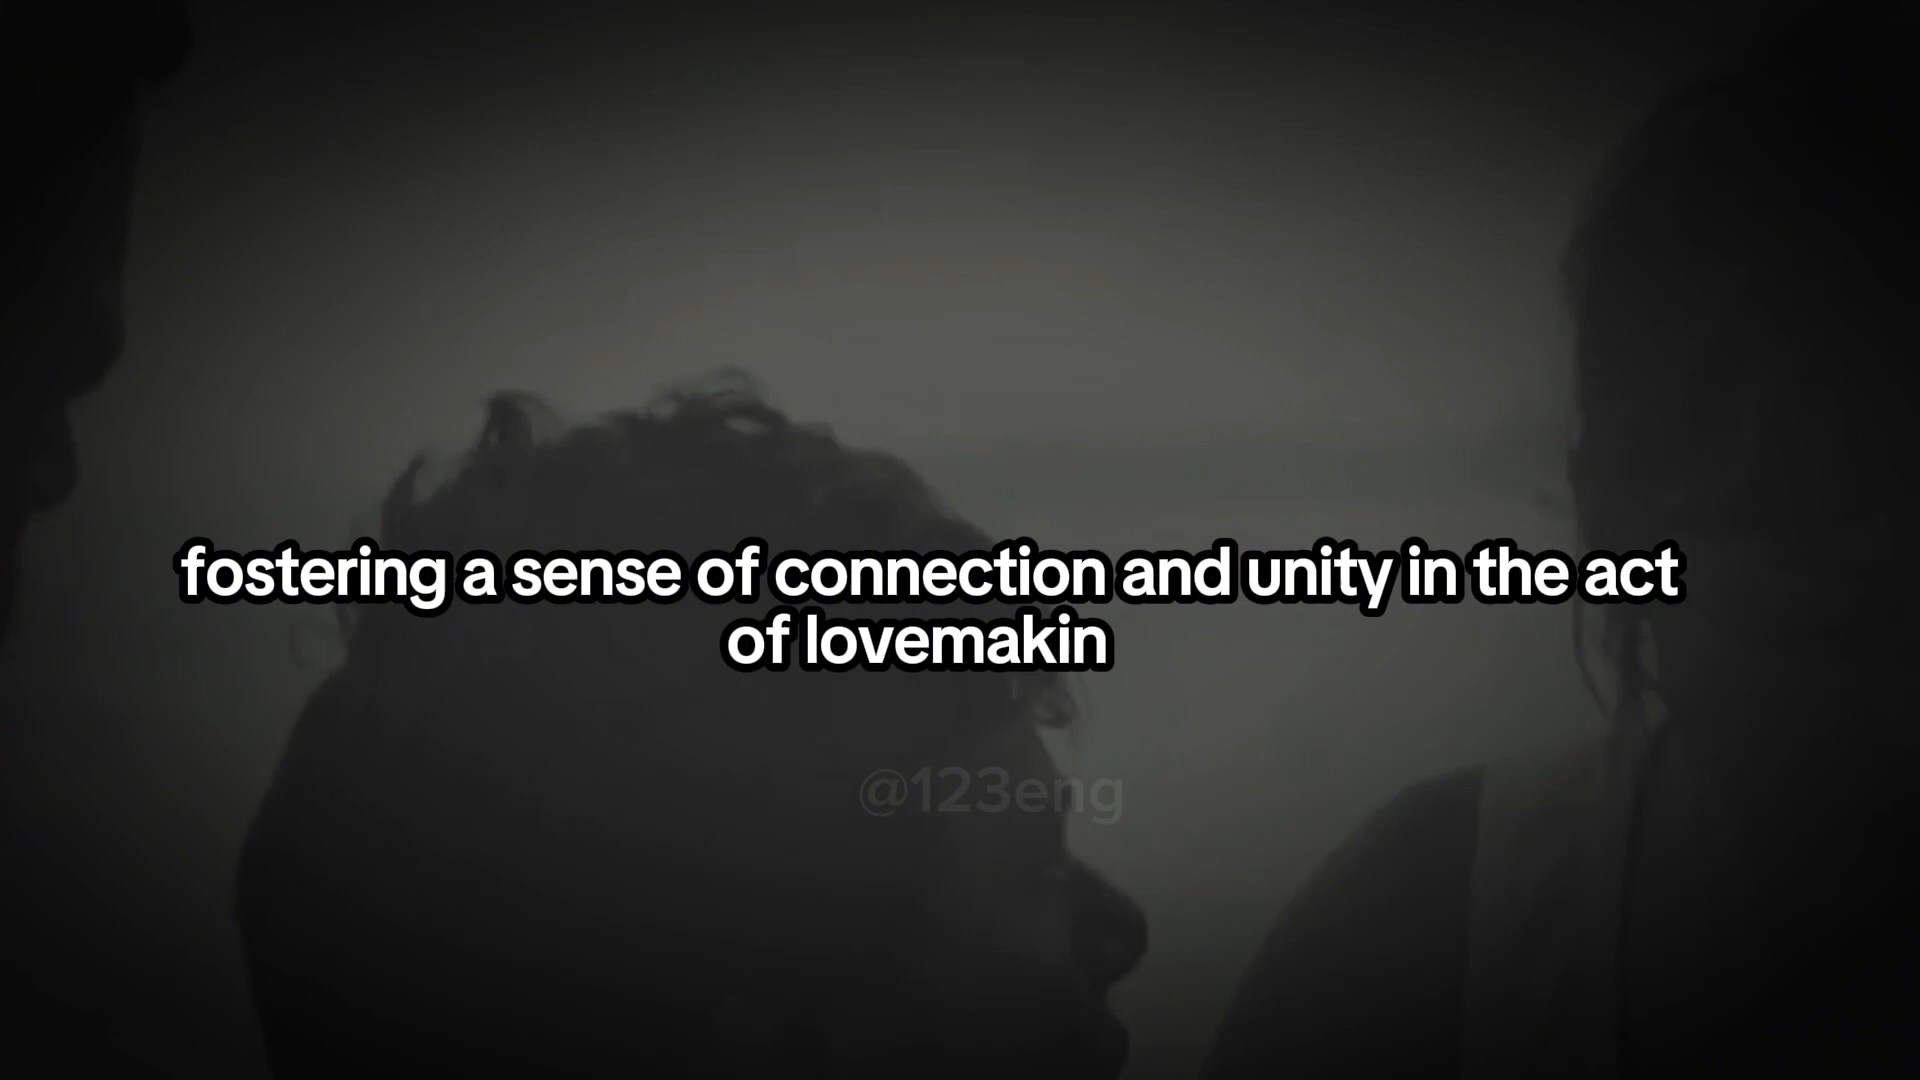 fostering a sense of connection and unity in the act
of lovemakin
@123eng